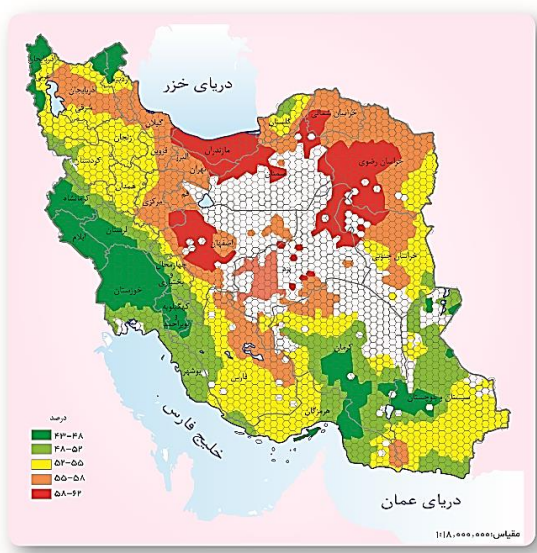 دریای خزر
آذربایجان
شرقی
اردبیل
گیلان
زنجان
قزوین
البرز
تهران
مازندران
گلستان
خراسان شمالی
خراسان رضوی
سمنان
کردستان
همدان
مرکزی
قم
کرمانشاه
لرستان
ایلام
اصفهان
یزد
خراسان جنوبی
چهارمحال
بختیاری
خوزستان
کهگیلویه
بویراحمد
فارس
بوشهر
کرمان
هرمزگان
سیستان و بلوچستان
خلیج فارس
دریای عمان
درصد
۴۳-۴۸
۴۸-۵۲
۵۲-۵۵
۵۵-۵۸
۵۸-۶۲
مقیاس:۱:۱۸,۰۰۰,۰۰۰